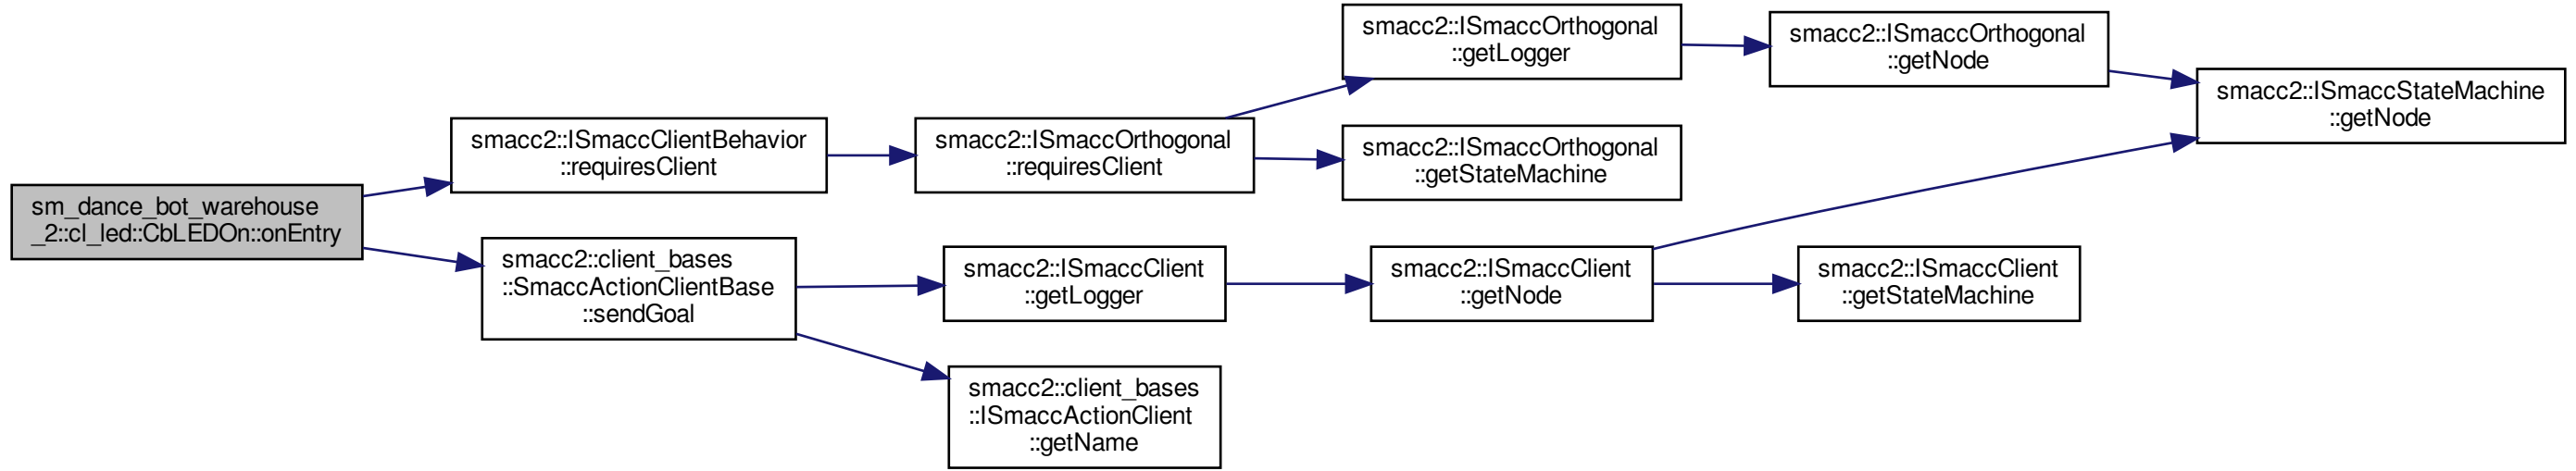 sm_dance_bot_warehouse
_2::cl_led::CbLEDOn::onEntry
smacc2::ISmaccClientBehavior
::requiresClient
smacc2::ISmaccOrthogonal
::requiresClient
smacc2::ISmaccOrthogonal
::getLogger
smacc2::ISmaccOrthogonal
::getNode
smacc2::ISmaccStateMachine
::getNode
smacc2::ISmaccOrthogonal
::getStateMachine
smacc2::client_bases
::SmaccActionClientBase
::sendGoal
smacc2::ISmaccClient
::getLogger
smacc2::ISmaccClient
::getNode
smacc2::ISmaccClient
::getStateMachine
smacc2::client_bases
::ISmaccActionClient
::getName